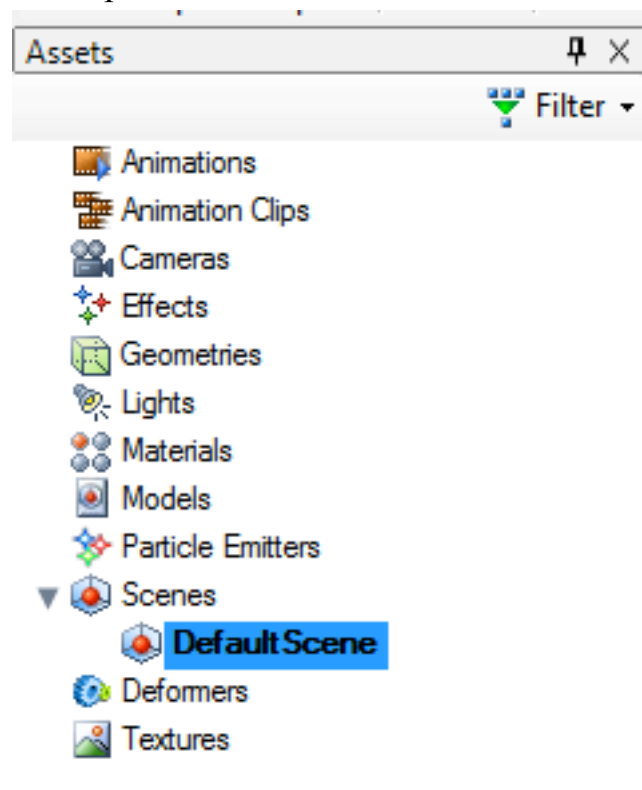 Assets
Filter
Animations
Animation Clips
Cameras
Effects
Geometries
Lights
Materials
Models
Particle Emitters
Scenes
DefaultScene
Deformers
Textures